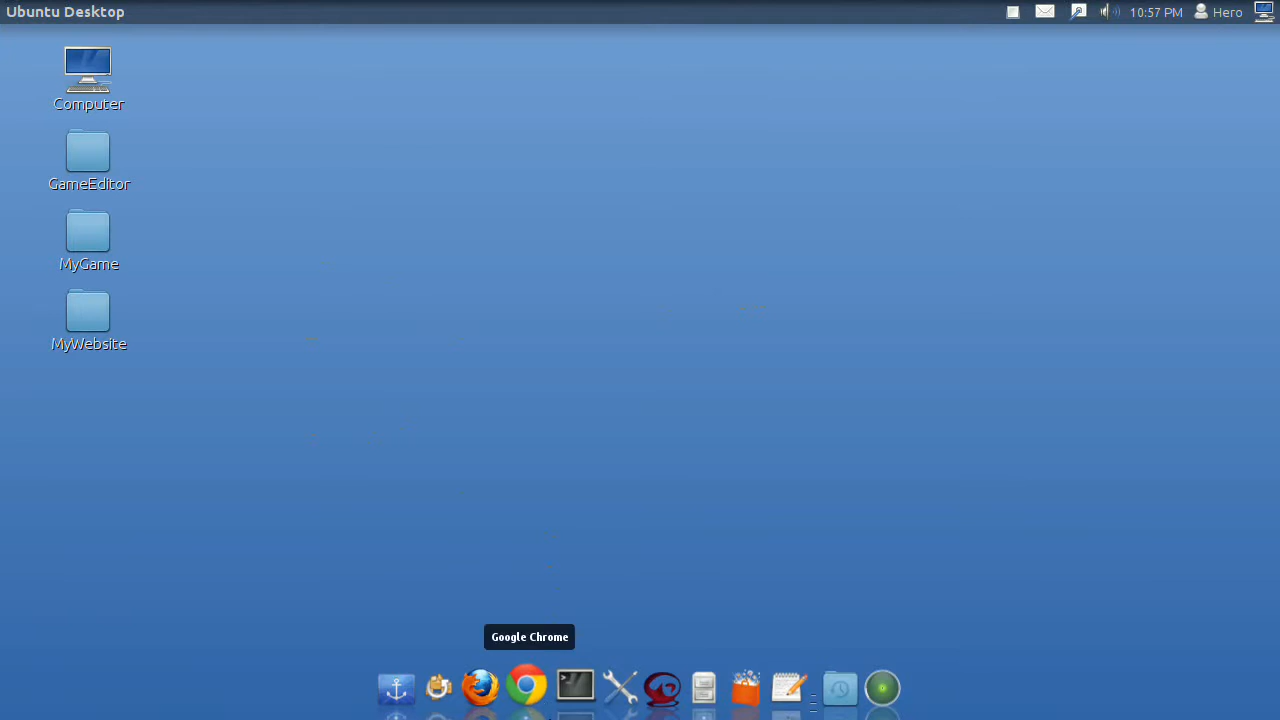 Ubuntu Desktop
10:57 PM
Hero
Computer
GameEditor
MyGame
MyWebsite
Google Chrome